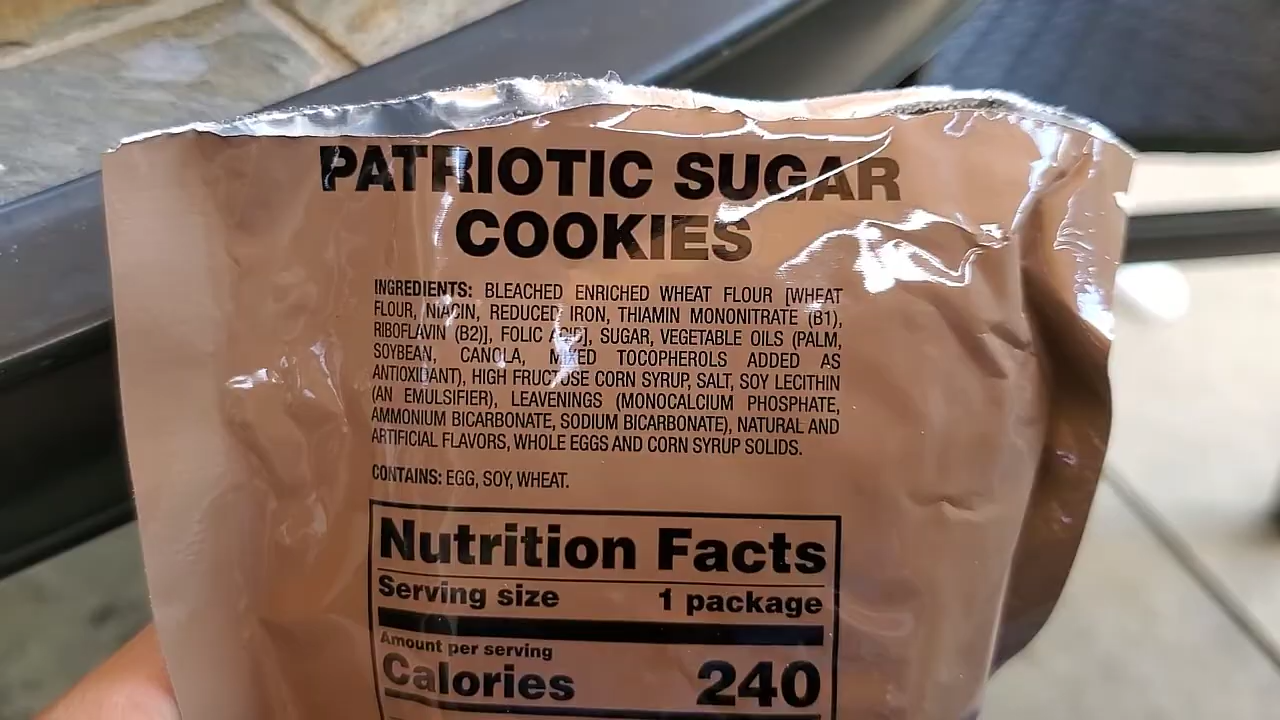 PATRIOTIC SUGAR
COOKIES
INGREDIENTS: BLEACHED ENRICHED WHEAT FLOUR [WHEAT
FLOUR, NIACIN, REDUCED IRON, THIAMIN MONONITRATE (B1),
RIBOFLAVIN (B2)], FOLIC ACID], SUGAR, VEGETABLE OILS (PALM,
SOYBEAN, CANOLA, MIXED TOCOPHEROLS ADDED AS
ANTIOXIDANT), HIGH FRUCTOSE CORN SYRUP, SALT, SOY LECITHIN
(AN EMULSIFIER), LEAVENINGS (MONOCALCIUM PHOSPHATE,
AMMONIUM BICARBONATE, SODIUM BICARBONATE), NATURAL AND
ARTIFICIAL FLAVORS, WHOLE EGGS AND CORN SYRUP SOLIDS.
CONTAINS: EGG, SOY, WHEAT.
Nutrition Facts
Serving size 1 package
Amount per serving
Calories 240